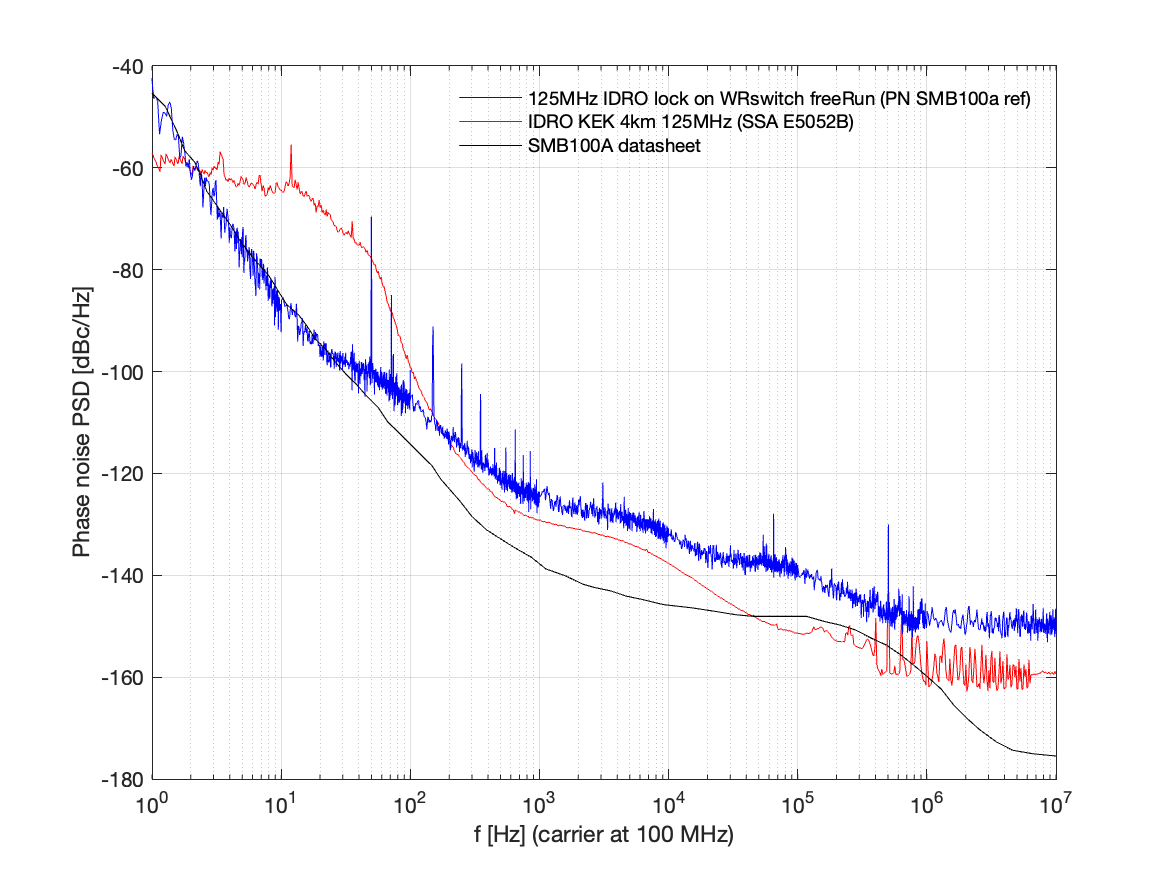 -40
-60
-80
-100
-120
-140
-160
-180
Phase noise PSD [dBc/Hz]
125MHz IDRO lock on WRswitch freeRun (PN SMB100a ref)
IDRO KEK 4km 125MHz (SSA E5052B)
SMB100A datasheet
10^0 10^1 10^2 10^3 10^4 10^5 10^6 10^7
f [Hz] (carrier at 100 MHz)